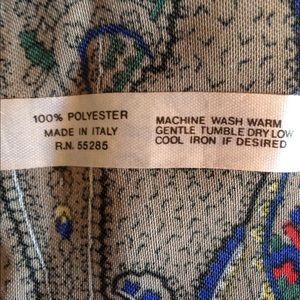 100% POLYESTER
MADE IN ITALY
R.N. 55285
MACHINE WASH WARM
GENTLE TUMBLE DRY LOW
COOL IRON IF DESIRED